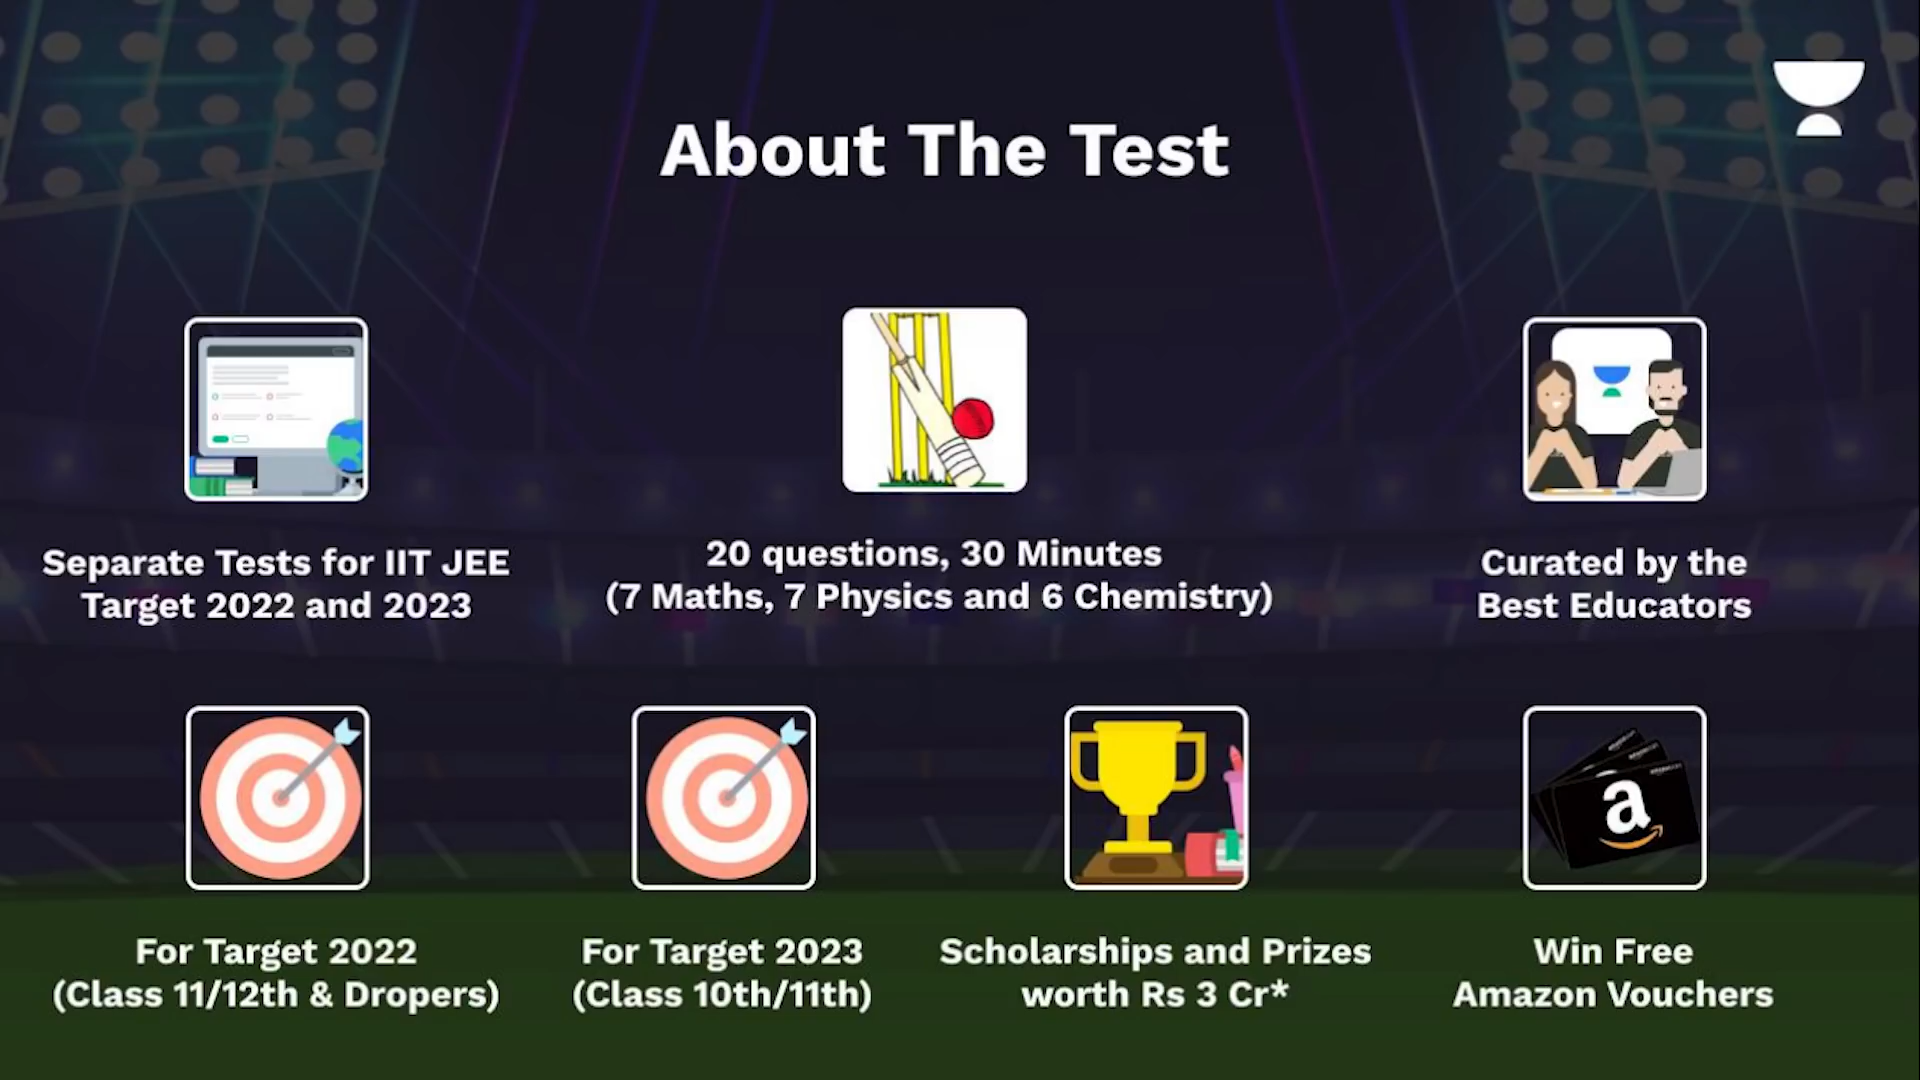 About The Test
Separate Tests for IIT JEE
Target 2022 and 2023
20 questions, 30 Minutes
(7 Maths, 7 Physics and 6 Chemistry)
Curated by the
Best Educators
For Target 2022
(Class 11/12th & Dropers)
For Target 2023
(Class 10th/11th)
Scholarships and Prizes
worth Rs 3 Cr*
a
Win Free
Amazon Vouchers